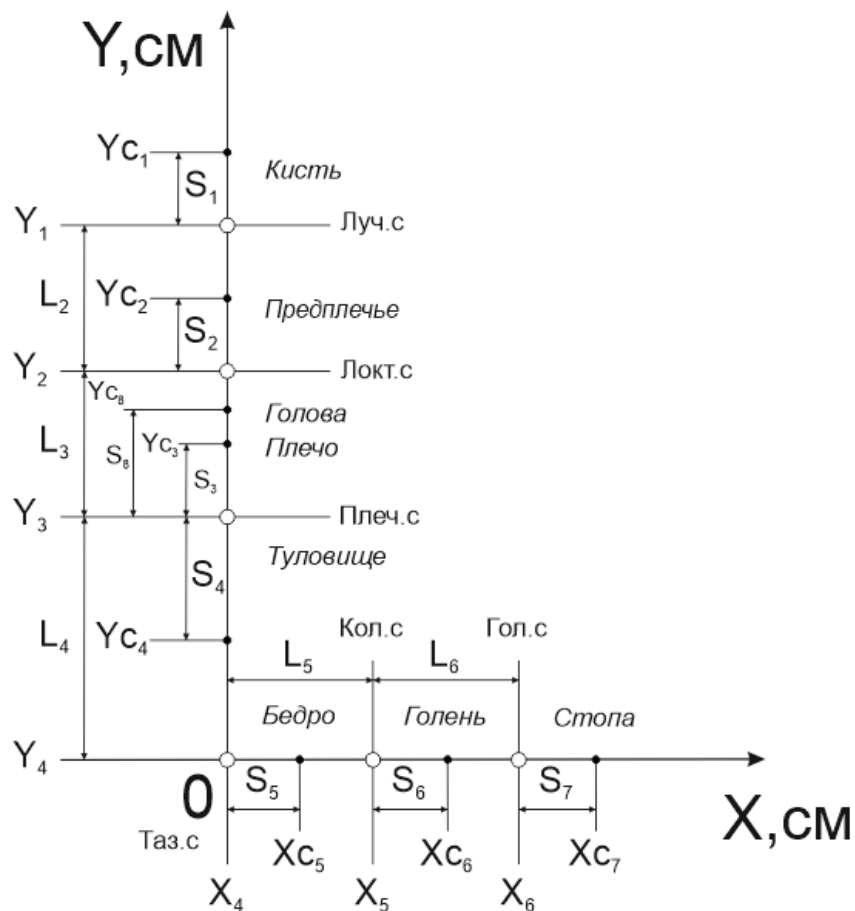 Y,см
Yc₁
S₁
Кисть
Y₁
Луч.с
L₂
Yc₂
S₂
Предплечье
Y₂
Локт.с
Yc₈
Голова
L₃
S₈
Yc₃
S₃
Плечо
Y₃
Плеч.с
Туловище
S₄
L₄
Yc₄
Кол.с
Гол.с
L₅
L₆
Бедро
Голень
Стопа
Y₄
0
S₅
S₆
S₇
X,см
Таз.с
Xc₅
Xc₆
Xc₇
X₄
X₅
X₆